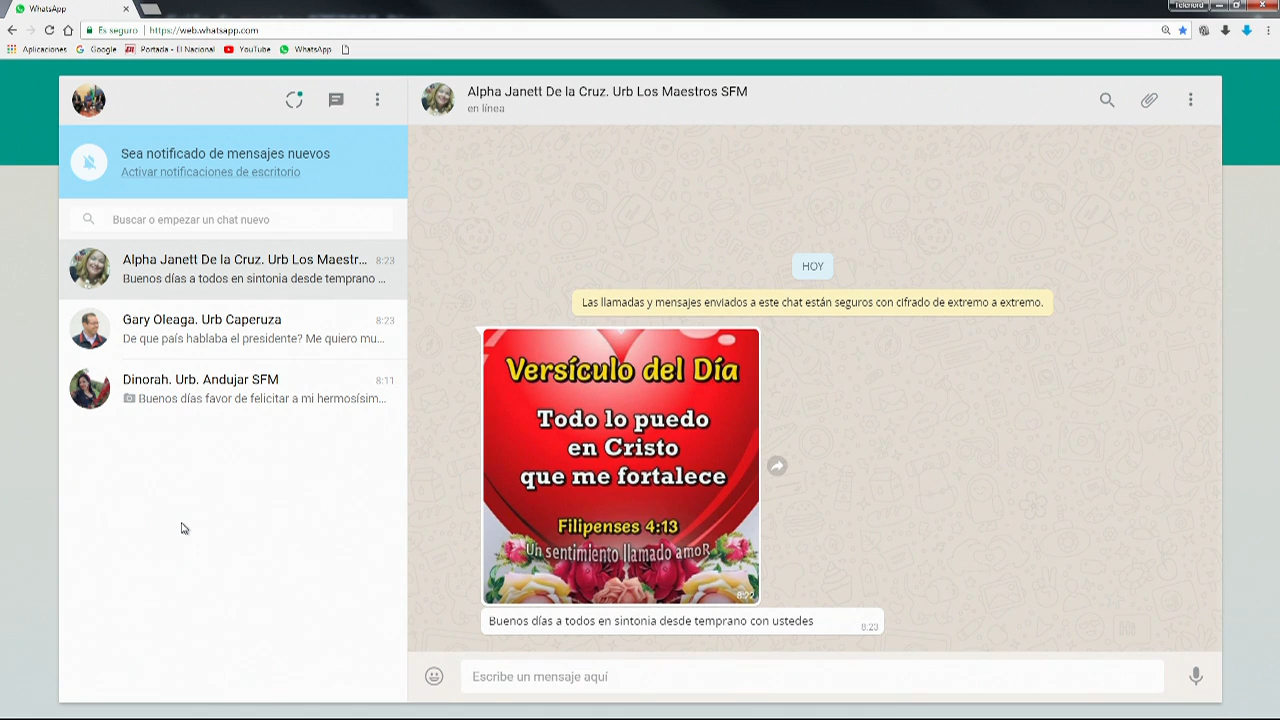 WhatsApp
Telenord
Es seguro | https://web.whatsapp.com
Aplicaciones Google Portada - El Nacional YouTube WhatsApp
Alpha Janett De la Cruz. Urb Los Maestros SFM
en línea
Sea notificado de mensajes nuevos
Activar notificaciones de escritorio
Buscar o empezar un chat nuevo
Alpha Janett De la Cruz. Urb Los Maestr... 8:23
Buenos días a todos en sintonia desde temprano ...
Gary Oleaga. Urb Caperuza 8:23
De que país hablaba el presidente? Me quiero mu...
Dinorah. Urb. Andujar SFM 8:11
Buenos días favor de felicitar a mi hermosísim...
HOY
Las llamadas y mensajes enviados a este chat están seguros con cifrado de extremo a extremo.
Versículo del Día
Todo lo puedo
en Cristo
que me fortalece
Filipenses 4:13
Un sentimiento llamado amoR
8:22
Buenos días a todos en sintonia desde temprano con ustedes 8:23
Escribe un mensaje aquí